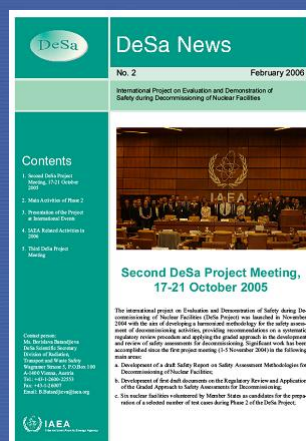 DeSa
DeSa News
No. 2
February 2006
International Project on Evaluation and Demonstration of
Safety during Decommissioning of Nuclear Facilities
Contents
1. Second DeSa Project
Meeting, 17-21 October
2005
2. Main Activities of Phase 2
3. Presentation of the Project
at International Events
4. IAEA Related Activities in
2006
5. Third DeSa Project
Meeting
Contact person:
Ms. Borislava Batandjieva
DeSa Scientific Secretary
Division of Radiation,
Transport and Waste Safety
Wagramer Strasse 5, P.O.Box 100
A-1400 Vienna, Austria
Tel.: +43-1-2600-22553
Fax: +43-1-26007
Email: B.Batandjieva@iaea.org
IAEA
IAEA
Second DeSa Project Meeting,
17-21 October 2005
The international project on Evaluation and Demonstration of Safety during De-
commissioning of Nuclear Facilities (DeSa Project) was launched in November
2004 with the aim of developing a harmonized methodology for the safety assess-
ment of decommissioning activities, providing recommendations on a systematic
regulatory review procedure and applying the graded approach in the development
and review of safety assessments for decommissioning. Significant work has been
accomplished since the first project meeting (1-5 November 2004) in the following
main areas:
a. Development of a draft Safety Report on Safety Assessment Methodologies for
Decommissioning of Nuclear Facilities;
b. Development of first draft documents on the Regulatory Review and Application
of the Graded Approach to Safety Assessments for Decommissioning;
c. Six nuclear facilities volunteered by Member States as candidates for the prepa-
ration of a selected number of test cases during Phase 2 of the DeSa Project;